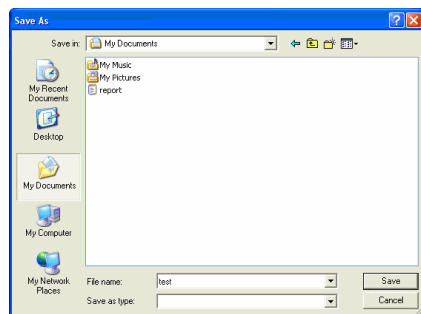 Save As
Save in: My Documents
My Recent
Documents
Desktop
My Documents
My Computer
My Network
Places
My Music
My Pictures
report
File name: test Save
Save as type: Cancel